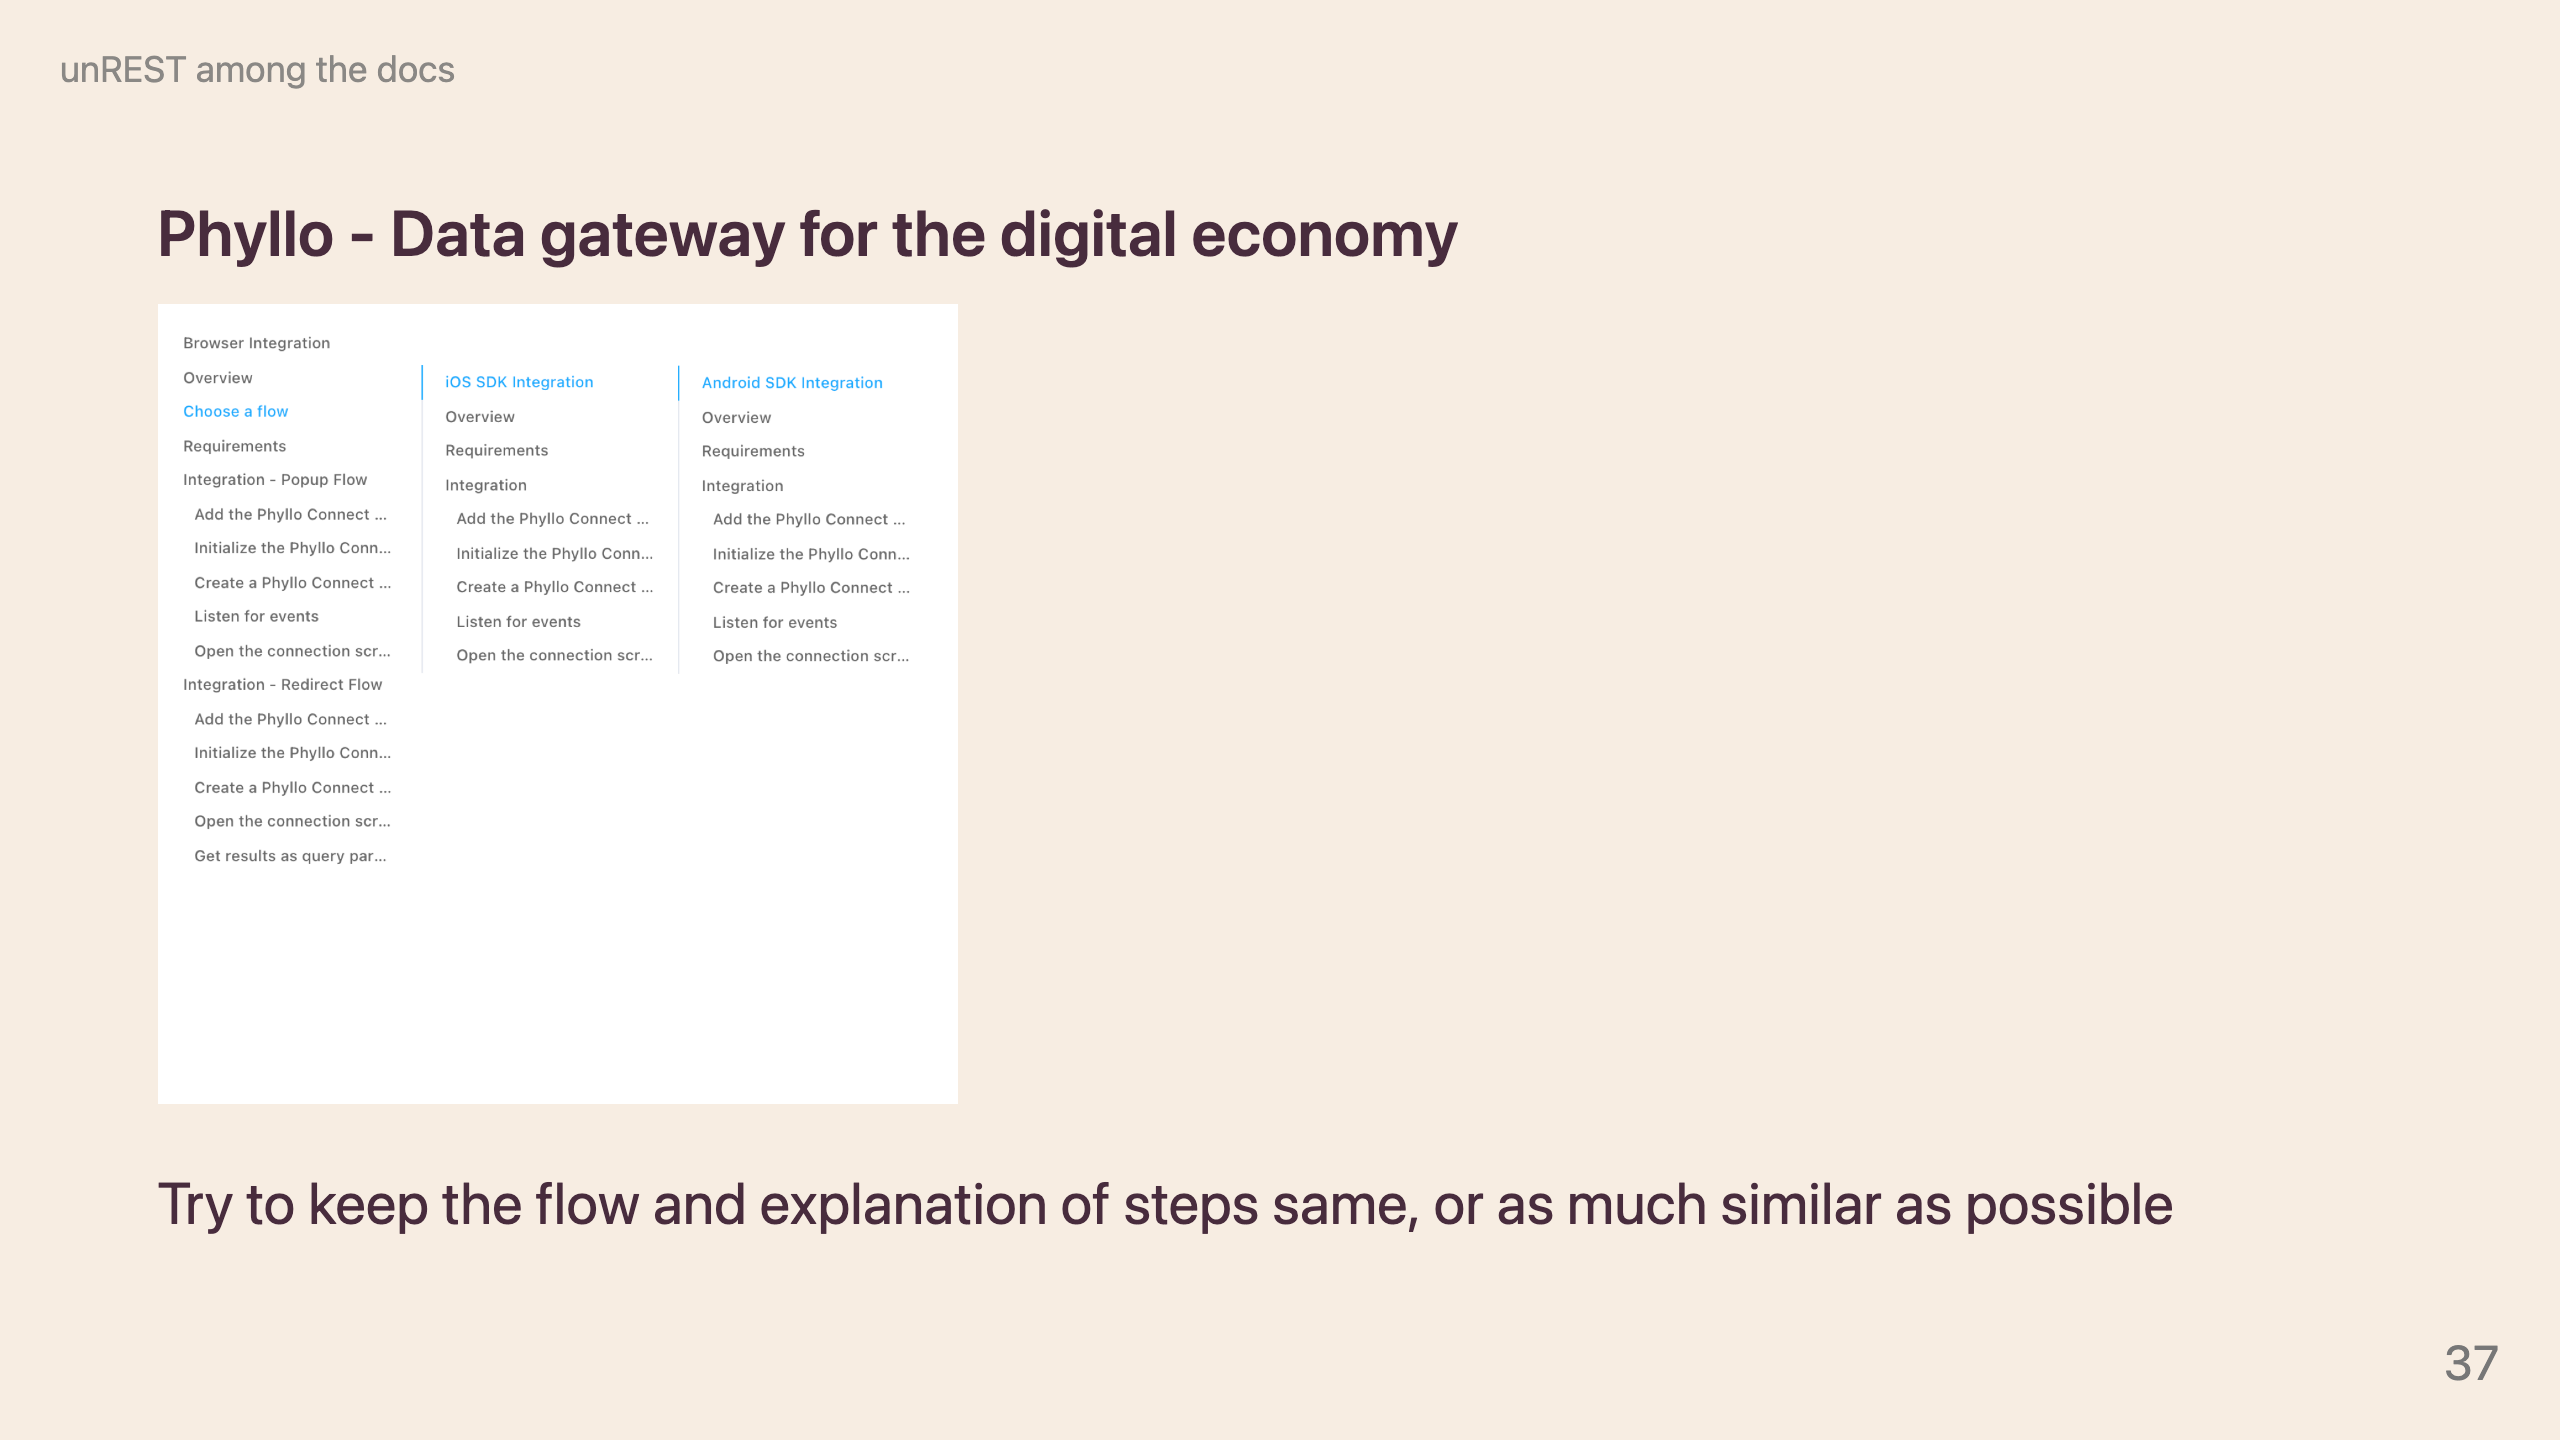 unREST among the docs
Phyllo - Data gateway for the digital economy
Browser Integration
Overview
Choose a flow
Requirements
Integration - Popup Flow
Add the Phyllo Connect ...
Initialize the Phyllo Conn...
Create a Phyllo Connect ...
Listen for events
Open the connection scr...
Integration - Redirect Flow
Add the Phyllo Connect ...
Initialize the Phyllo Conn...
Create a Phyllo Connect ...
Open the connection scr...
Get results as query par...
iOS SDK Integration
Overview
Requirements
Integration
Add the Phyllo Connect ...
Initialize the Phyllo Conn...
Create a Phyllo Connect ...
Listen for events
Open the connection scr...
Android SDK Integration
Overview
Requirements
Integration
Add the Phyllo Connect ...
Initialize the Phyllo Conn...
Create a Phyllo Connect ...
Listen for events
Open the connection scr...
Try to keep the flow and explanation of steps same, or as much similar as possible
37